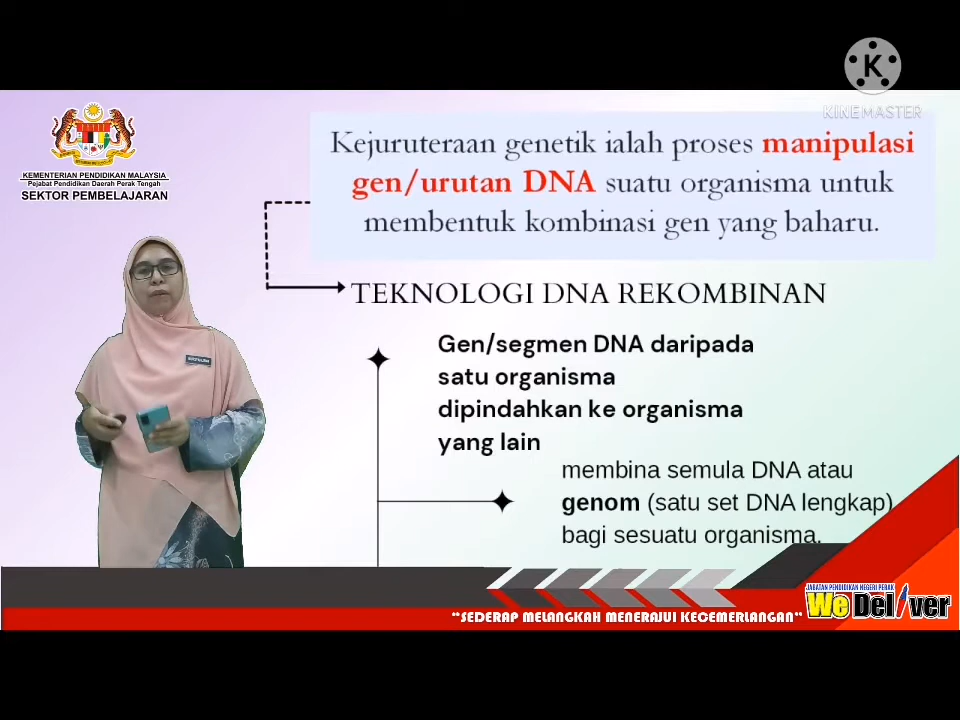 KINEMASTER
KEMENTERIAN PENDIDIKAN MALAYSIA
Pejabat Pendidikan Daerah Perak Tengah
SEKTOR PEMBELAJARAN
Kejuruteraan genetik ialah proses manipulasi
gen/urutan DNA suatu organisma untuk
membentuk kombinasi gen yang baharu.
TEKNOLOGI DNA REKOMBINAN
Gen/segmen DNA daripada
satu organisma
dipindahkan ke organisma
yang lain
membina semula DNA atau
genom (satu set DNA lengkap)
bagi sesuatu organisma.
JABATAN PENDIDIKAN NEGERI PERAK
We Deliver
"SEDERAP MELANGKAH MENERAJUI KECEMERLANGAN"